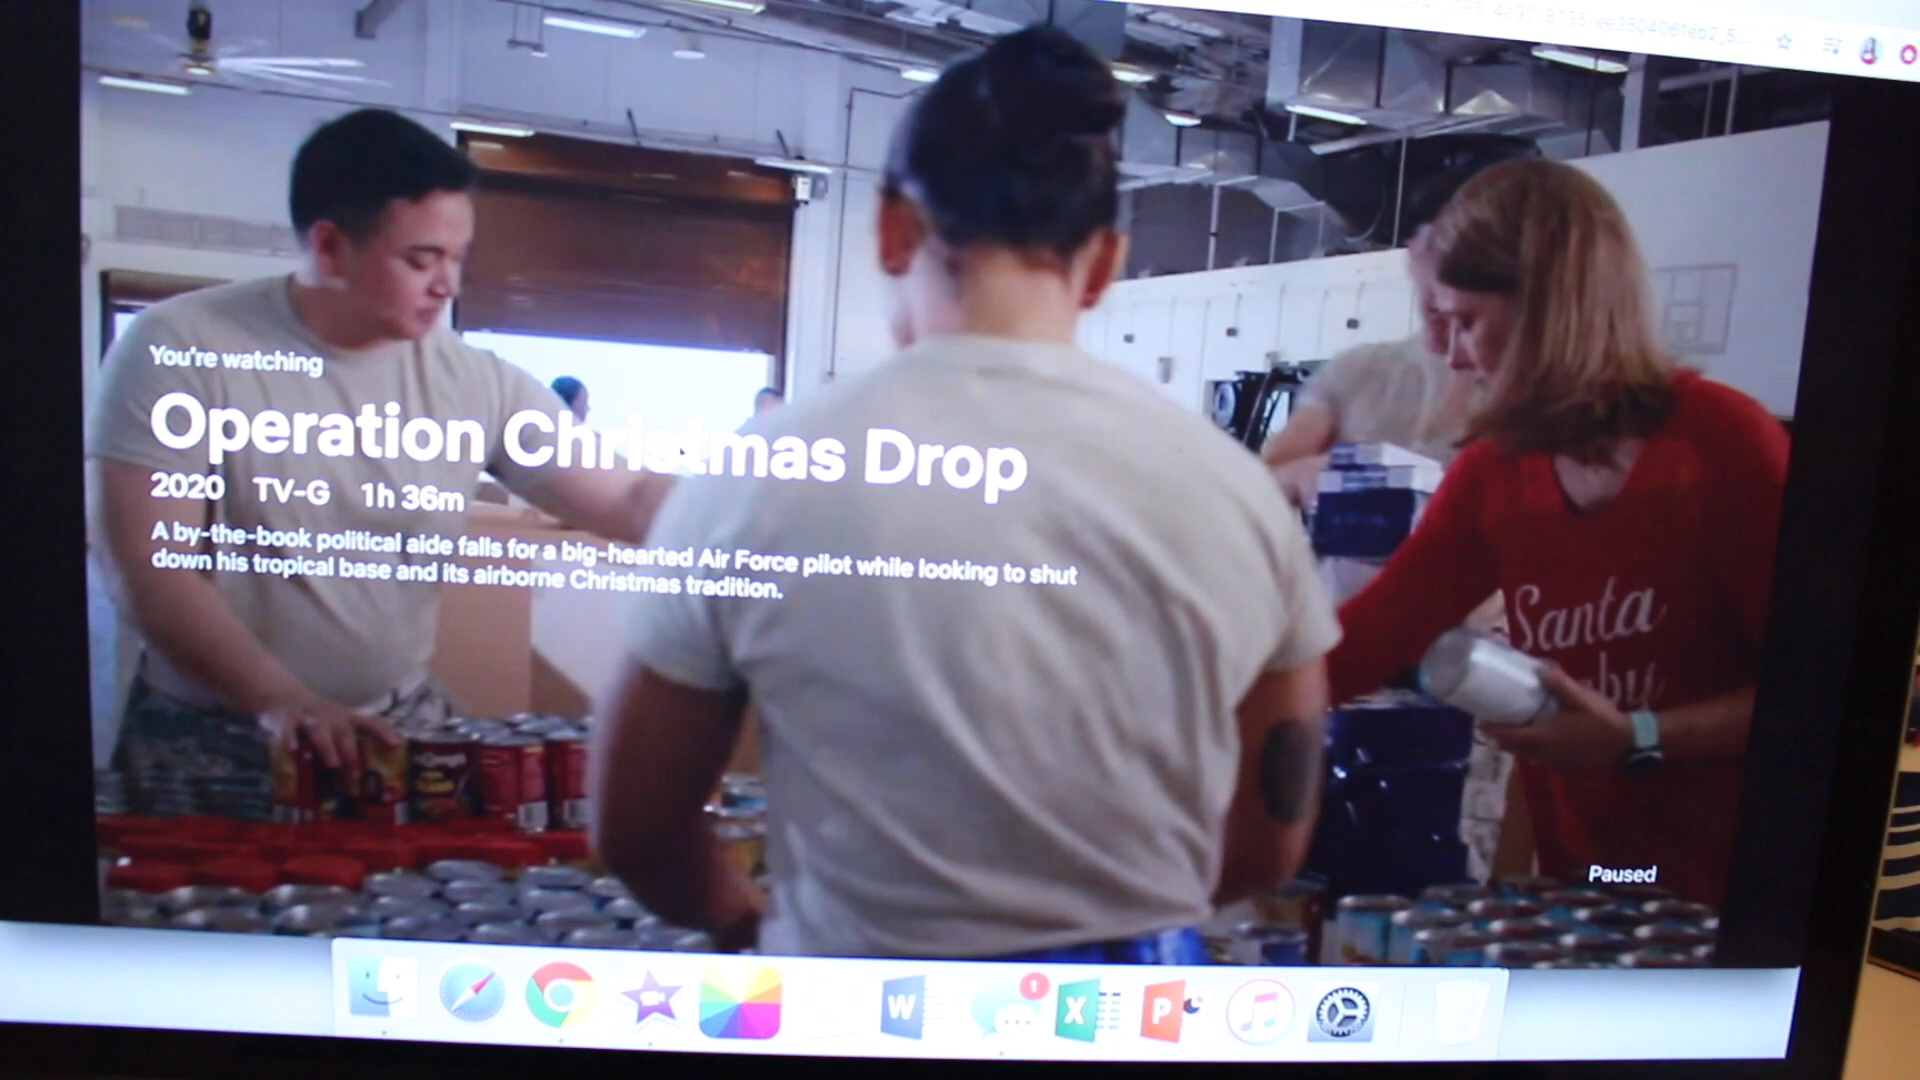 You're watching
Operation Christmas Drop
2020 TV-G 1h 36m
A by-the-book political aide falls for a big-hearted Air Force pilot while looking to shut
down his tropical base and its airborne Christmas tradition.
Santa
Paused
1
W
X
P